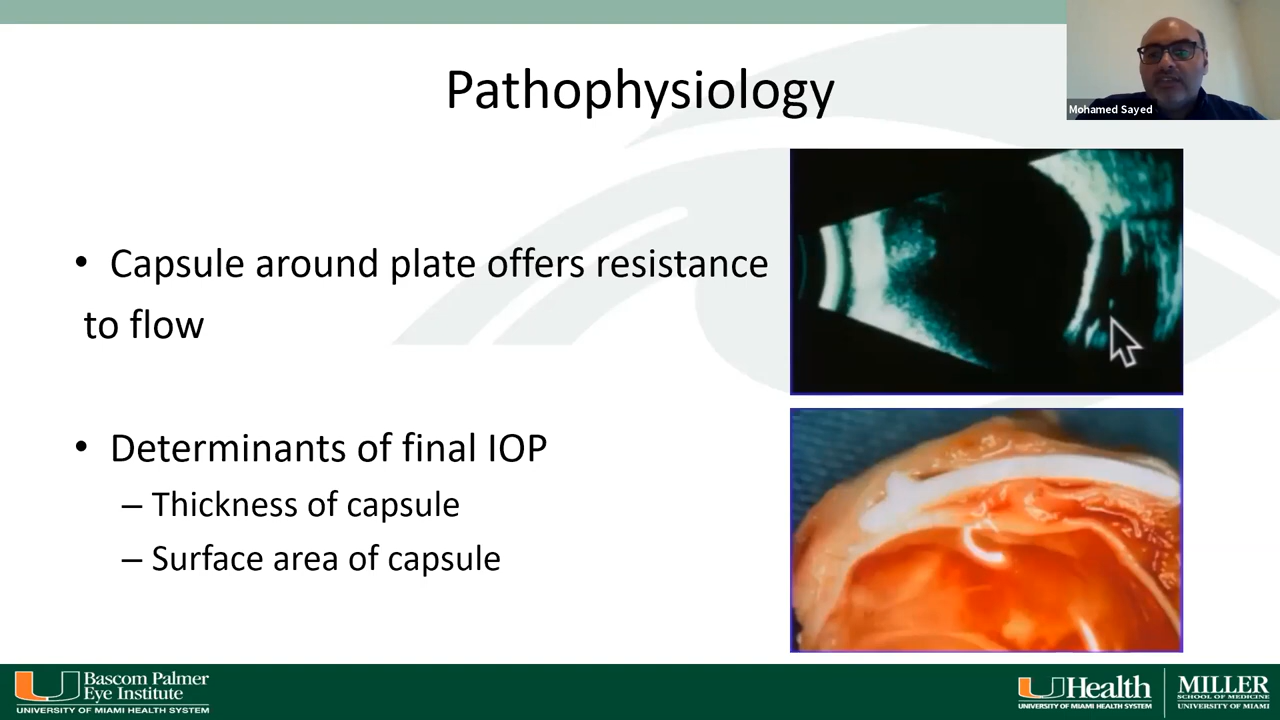 Pathophysiology
Mohamed Sayed
• Capsule around plate offers resistance
to flow
• Determinants of final IOP
– Thickness of capsule
– Surface area of capsule
Bascom Palmer
Eye Institute
UNIVERSITY OF MIAMI HEALTH SYSTEM
UHealth
UNIVERSITY OF MIAMI HEALTH SYSTEM
MILLER
SCHOOL OF MEDICINE
UNIVERSITY OF MIAMI